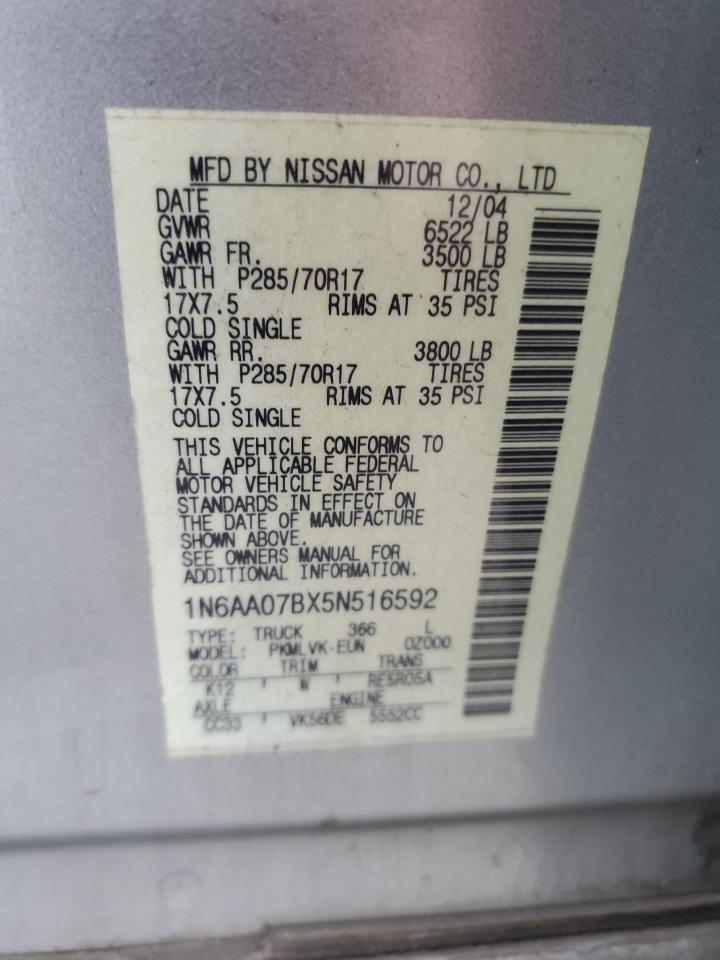 MFD BY NISSAN MOTOR CO., LTD
DATE 12/04
GVWR 6522 LB
GAWR FR. 3500 LB
WITH P285/70R17 TIRES
17X7.5 RIMS AT 35 PSI
COLD SINGLE
GAWR RR. 3800 LB
WITH P285/70R17 TIRES
17X7.5 RIMS AT 35 PSI
COLD SINGLE
THIS VEHICLE CONFORMS TO
ALL APPLICABLE FEDERAL
MOTOR VEHICLE SAFETY
STANDARDS IN EFFECT ON
THE DATE OF MANUFACTURE
SHOWN ABOVE.
SEE OWNERS MANUAL FOR
ADDITIONAL INFORMATION.
1N6AA07BX5N516592
TYPE: TRUCK 366 L
MODEL: PKMLVK-EUN 0Z000
COLOR TRIM TRANS
K12 W RE5R05A
AXLE ENGINE
CC33 VK56DE 5552CC